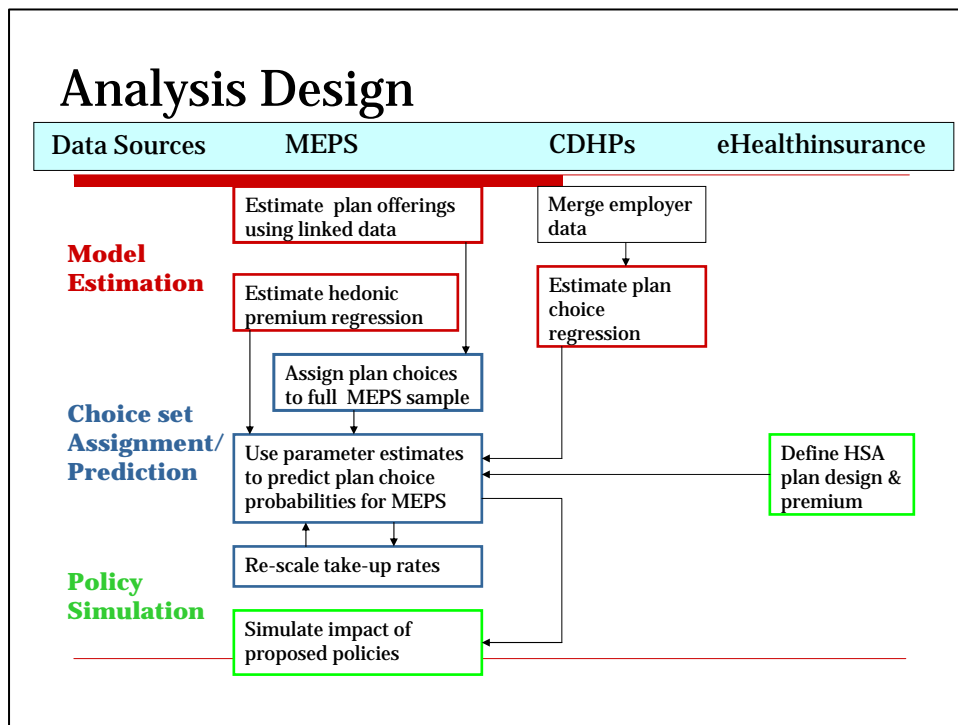 Analysis Design
Data Sources MEPS CDHPs eHealthinsurance
Estimate plan offerings
using linked data
Merge employer
data
Model
Estimation
Estimate hedonic
premium regression
Estimate plan
choice
regression
Assign plan choices
to full MEPS sample
Choice set
Assignment/
Prediction
Use parameter estimates
to predict plan choice
probabilities for MEPS
Define HSA
plan design &
premium
Re-scale take-up rates
Policy
Simulation
Simulate impact of
proposed policies